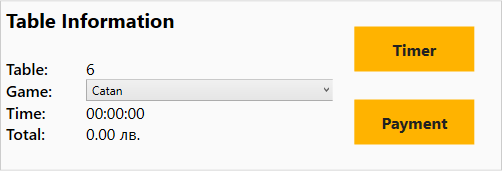 Table Information
Timer
Table: 6
Game: Catan
Time: 00:00:00
Total: 0.00 лв.
Payment